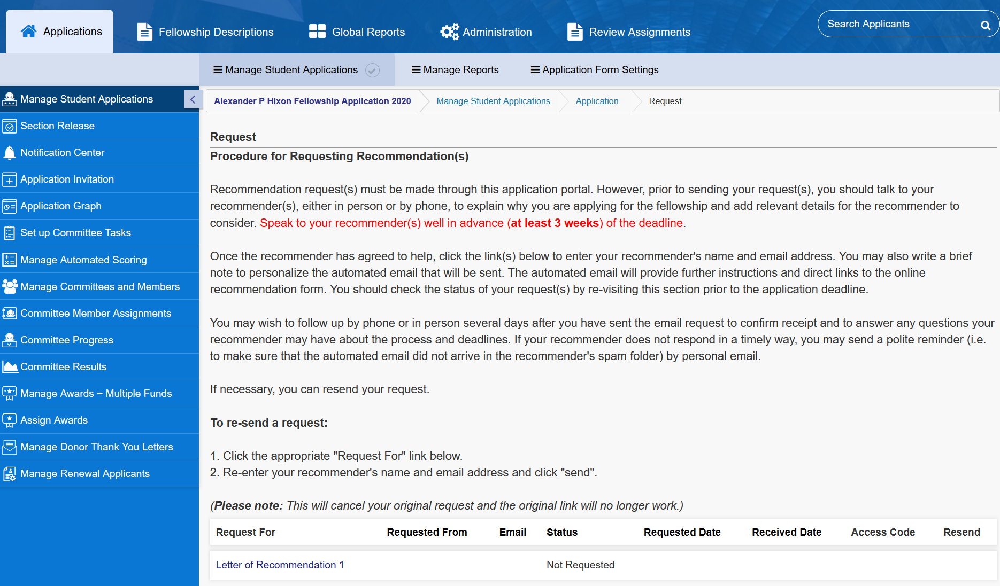 Applications
Fellowship Descriptions
Global Reports
Administration
Review Assignments
Search Applicants
Manage Student Applications
Manage Reports
Application Form Settings
Manage Student Applications
Section Release
Notification Center
Application Invitation
Application Graph
Set up Committee Tasks
Manage Automated Scoring
Manage Committees and Members
Committee Member Assignments
Committee Progress
Committee Results
Manage Awards ~ Multiple Funds
Assign Awards
Manage Donor Thank You Letters
Manage Renewal Applicants
Alexander P Hixon Fellowship Application 2020
Manage Student Applications
Application
Request
Request
Procedure for Requesting Recommendation(s)
Recommendation request(s) must be made through this application portal. However, prior to sending your request(s), you should talk to your
recommender(s), either in person or by phone, to explain why you are applying for the fellowship and add relevant details for the recommender to
consider. Speak to your recommender(s) well in advance (at least 3 weeks) of the deadline.
Once the recommender has agreed to help, click the link(s) below to enter your recommender's name and email address. You may also write a brief
note to personalize the automated email that will be sent. The automated email will provide further instructions and direct links to the online
recommendation form. You should check the status of your request(s) by re-visiting this section prior to the application deadline.
You may wish to follow up by phone or in person several days after you have sent the email request to confirm receipt and to answer any questions your
recommender may have about the process and deadlines. If your recommender does not respond in a timely way, you may send a polite reminder (i.e.
to make sure that the automated email did not arrive in the recommender's spam folder) by personal email.
If necessary, you can resend your request.
To re-send a request:
1. Click the appropriate "Request For" link below.
2. Re-enter your recommender's name and email address and click "send".
(Please note: This will cancel your original request and the original link will no longer work.)
Request For Requested From Email Status Requested Date Received Date Access Code Resend
Letter of Recommendation 1 Not Requested